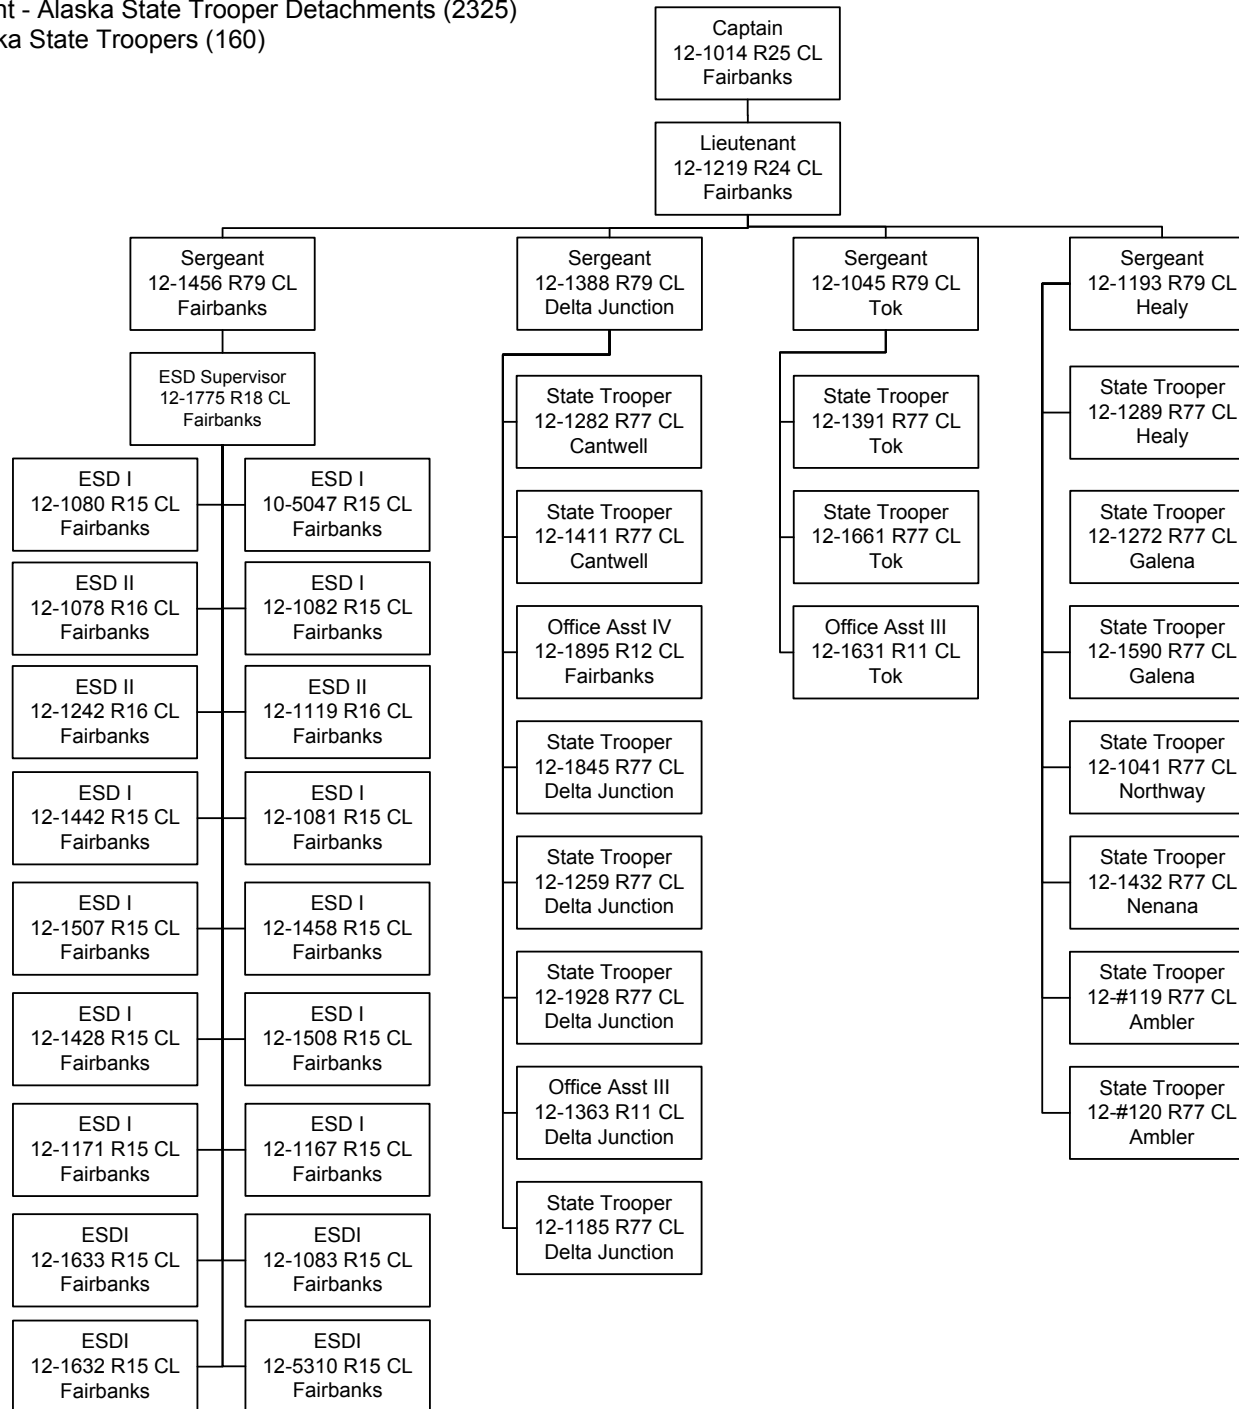 nt - Alaska State Trooper Detachments (2325)
ka State Troopers (160)
Captain
12-1014 R25 CL
Fairbanks
Lieutenant
12-1219 R24 CL
Fairbanks
Sergeant
12-1456 R79 CL
Fairbanks
ESD Supervisor
12-1775 R18 CL
Fairbanks
ESD I
12-1080 R15 CL
Fairbanks
ESD I
10-5047 R15 CL
Fairbanks
ESD II
12-1078 R16 CL
Fairbanks
ESD I
12-1082 R15 CL
Fairbanks
ESD II
12-1242 R16 CL
Fairbanks
ESD II
12-1119 R16 CL
Fairbanks
ESD I
12-1442 R15 CL
Fairbanks
ESD I
12-1081 R15 CL
Fairbanks
ESD I
12-1507 R15 CL
Fairbanks
ESD I
12-1458 R15 CL
Fairbanks
ESD I
12-1428 R15 CL
Fairbanks
ESD I
12-1508 R15 CL
Fairbanks
ESD I
12-1171 R15 CL
Fairbanks
ESD I
12-1167 R15 CL
Fairbanks
ESDI
12-1633 R15 CL
Fairbanks
ESDI
12-1083 R15 CL
Fairbanks
ESDI
12-1632 R15 CL
Fairbanks
ESDI
12-5310 R15 CL
Fairbanks
Sergeant
12-1388 R79 CL
Delta Junction
State Trooper
12-1282 R77 CL
Cantwell
State Trooper
12-1411 R77 CL
Cantwell
Office Asst IV
12-1895 R12 CL
Fairbanks
State Trooper
12-1845 R77 CL
Delta Junction
State Trooper
12-1259 R77 CL
Delta Junction
State Trooper
12-1928 R77 CL
Delta Junction
Office Asst III
12-1363 R11 CL
Delta Junction
State Trooper
12-1185 R77 CL
Delta Junction
Sergeant
12-1045 R79 CL
Tok
State Trooper
12-1391 R77 CL
Tok
State Trooper
12-1661 R77 CL
Tok
Office Asst III
12-1631 R11 CL
Tok
Sergeant
12-1193 R79 CL
Healy
State Trooper
12-1289 R77 CL
Healy
State Trooper
12-1272 R77 CL
Galena
State Trooper
12-1590 R77 CL
Galena
State Trooper
12-1041 R77 CL
Northway
State Trooper
12-1432 R77 CL
Nenana
State Trooper
12-#119 R77 CL
Ambler
State Trooper
12-#120 R77 CL
Ambler